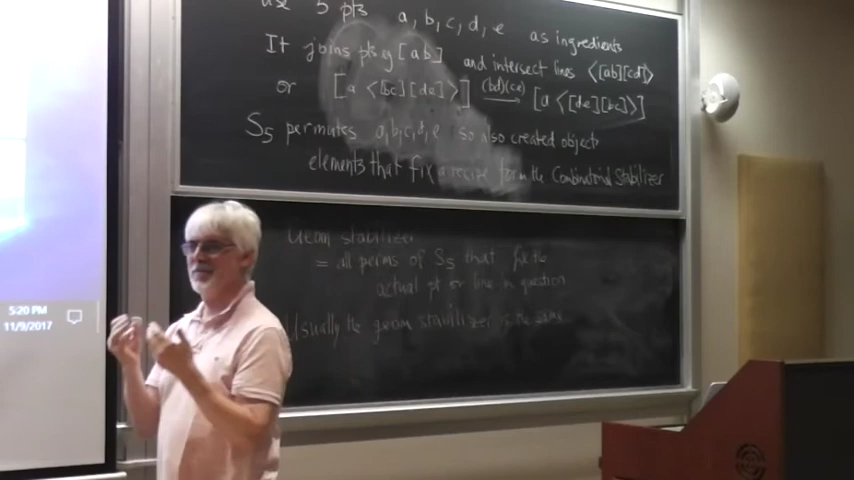 use 5 pts a, b, c, d, e as ingredients
It joins pts eg [ab] and intersect lines <[ab][cd]>
or [a <[bc][de]>] (bd)(ce) → [a <[de][bc]>]
S5 permutes a,b,c,d,e so also created objects
elements that fix a recipe form the Combinatorial Stabilizer
Geom stabilizer
= all perms of S5 that fix the
actual pt or line in question
Usually the geom stabilizer is the same
5:20 PM
11/9/2017